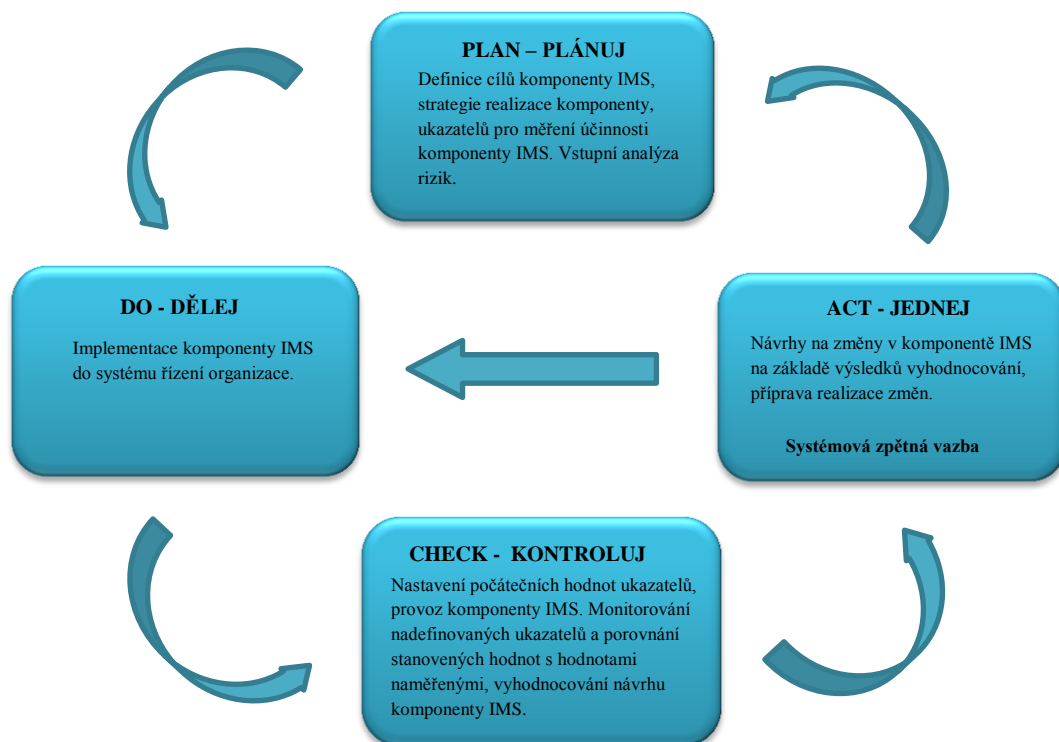 PLAN – PLÁNUJ
Definice cílů komponenty IMS,
strategie realizace komponenty,
ukazatelů pro měření účinnosti
komponenty IMS. Vstupní analýza
rizik.
DO - DĚLEJ
Implementace komponenty IMS
do systému řízení organizace.
ACT - JEDNEJ
Návrhy na změny v komponentě IMS
na základě výsledků vyhodnocování,
příprava realizace změn.
Systémová zpětná vazba
CHECK - KONTROLUJ
Nastavení počátečních hodnot ukazatelů,
provoz komponenty IMS. Monitorování
nadefinovaných ukazatelů a porovnání
stanovených hodnot s hodnotami
naměřenými, vyhodnocování návrhu
komponenty IMS.